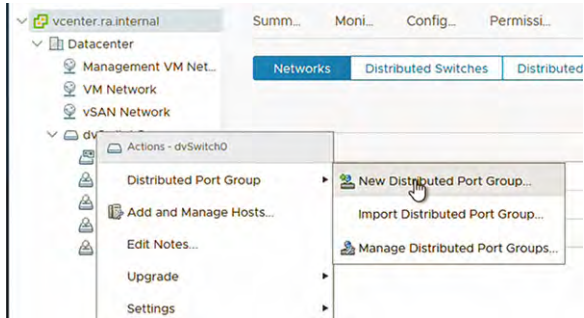 vcenter.ra.internal
Summ...
Moni...
Config...
Permissi...
Datacenter
Management VM Net...
Networks
Distributed Switches
Distributed
VM Network
vSAN Network
Actions - dvSwitch0
Distributed Port Group
New Distributed Port Group...
Add and Manage Hosts...
Import Distributed Port Group...
Edit Notes...
Manage Distributed Port Groups...
Upgrade
Settings